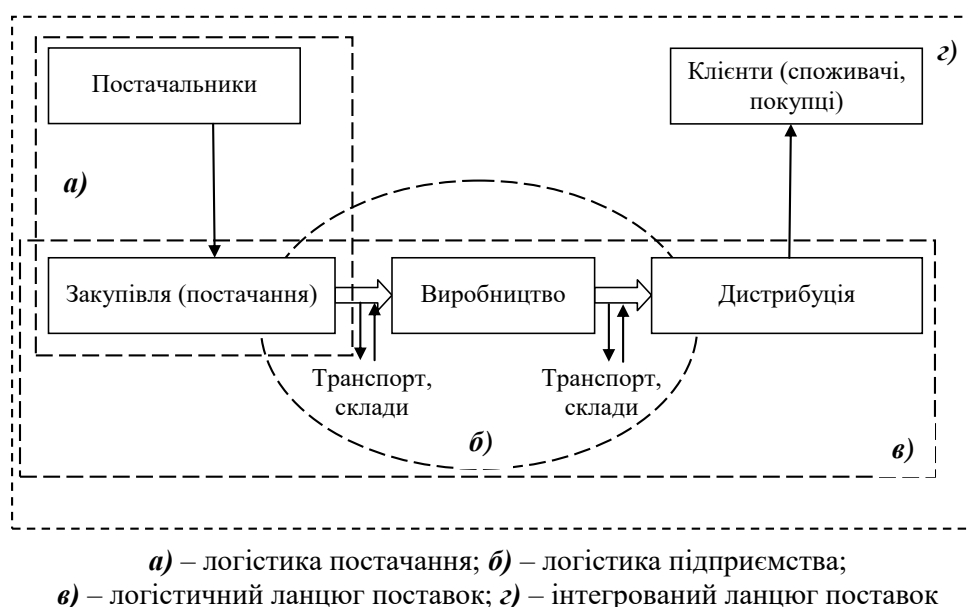 г)
Постачальники
Клієнти (споживачі,
покупці)
а)
Закупівля (постачання)
Виробництво
Дистрибуція
Транспорт,
склади
Транспорт,
склади
б)
в)
а) – логістика постачання; б) – логістика підприємства;
в) – логістичний ланцюг поставок; г) – інтегрований ланцюг поставок